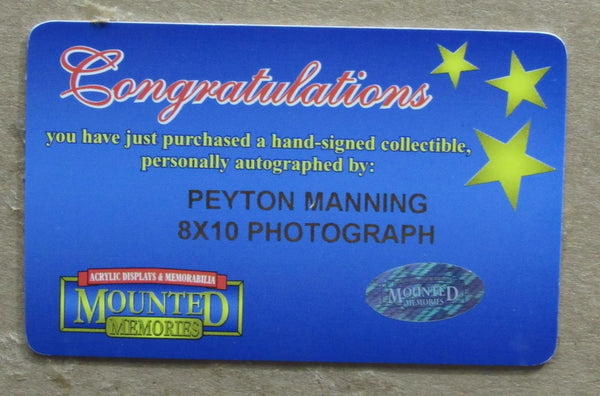 Congratulations
you have just purchased a hand-signed collectible,
personally autographed by:
PEYTON MANNING
8X10 PHOTOGRAPH
ACRYLIC DISPLAYS & MEMORABILIA
MOUNTED
MEMORIES
MOUNTED
MEMORIES